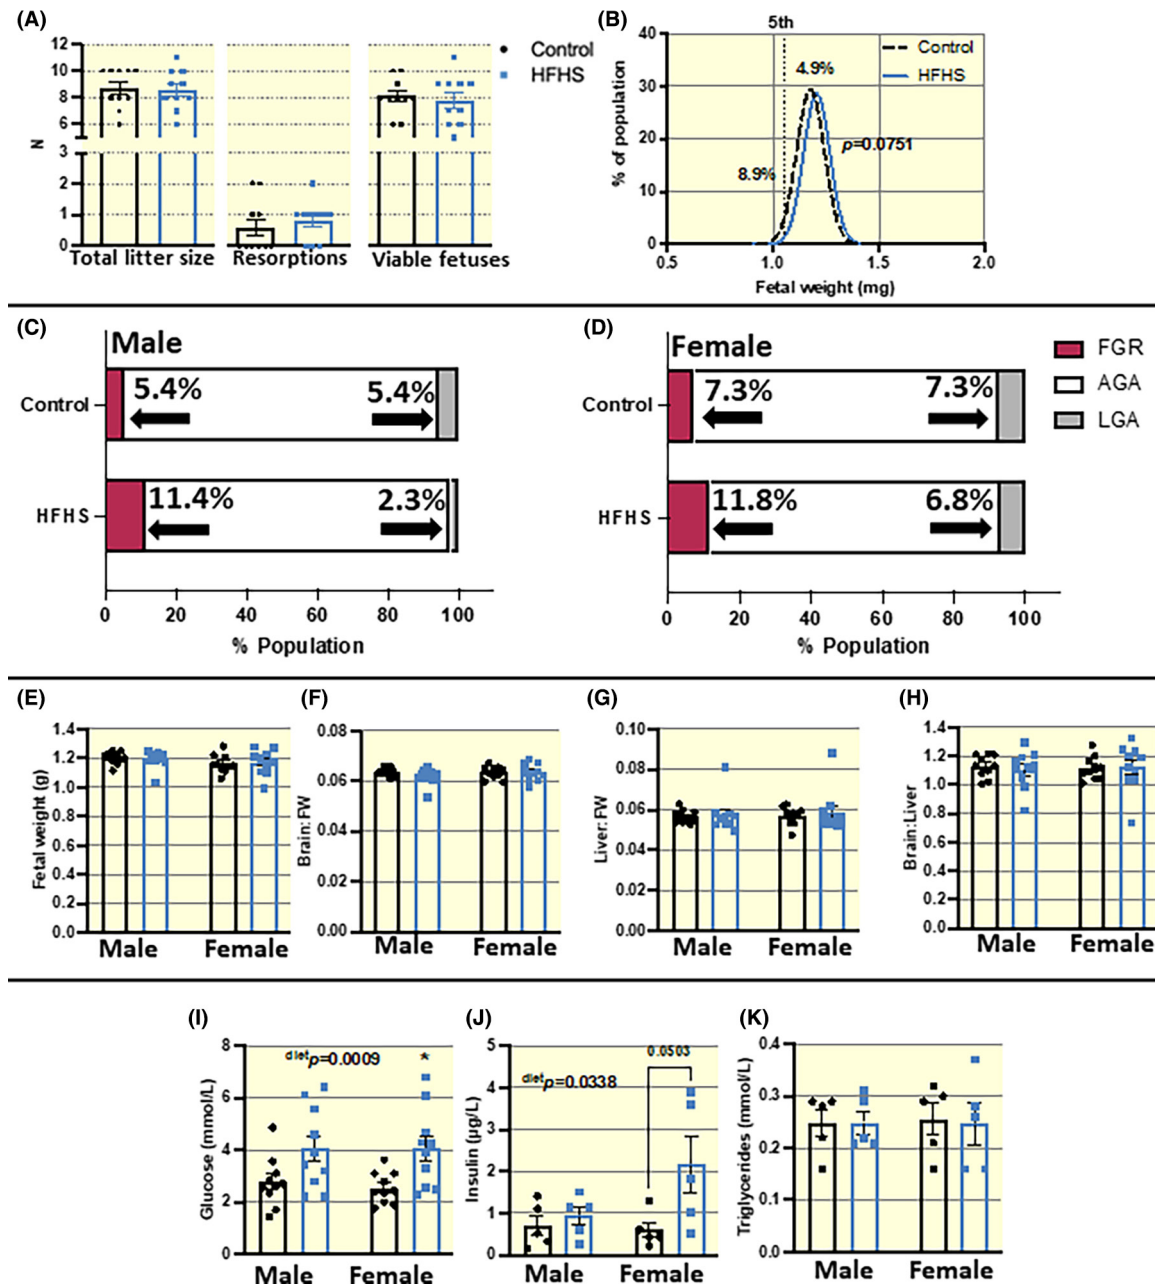 (A)
12
10
8
6
3
2
1
0
N
Total litter size
Resorptions
Viable fetuses
Control
HFHS
(B)
5th
40
30
20
10
0
% of population
4.9%
8.9%
p=0.0751
Control
HFHS
0.5
1.0
1.5
2.0
Fetal weight (mg)
(C)
Male
Control
5.4%
5.4%
HFHS
11.4%
2.3%
0
20
40
60
80
100
% Population
(D)
Female
Control
7.3%
7.3%
HFHS
11.8%
6.8%
0
20
40
60
80
100
% Population
FGR
AGA
LGA
(E)
1.4
1.2
1.0
0.8
0.6
0.4
0.2
0.0
Fetal weight (g)
Male
Female
(F)
0.08
0.06
0.04
0.02
0.00
Brain: FW
Male
Female
(G)
0.10
0.08
0.06
0.04
0.02
0.00
Liver: FW
Male
Female
(H)
1.4
1.2
1.0
0.8
0.6
0.4
0.2
0.0
Brain:Liver
Male
Female
(I)
8
6
4
2
0
Glucose (mmol/L)
diet p=0.0009
*
Male
Female
(J)
5
4
3
2
1
0
Insulin (µg/L)
diet p=0.0338
0.0503
Male
Female
(K)
0.4
0.3
0.2
0.1
0.0
Triglycerides (mmol/L)
Male
Female